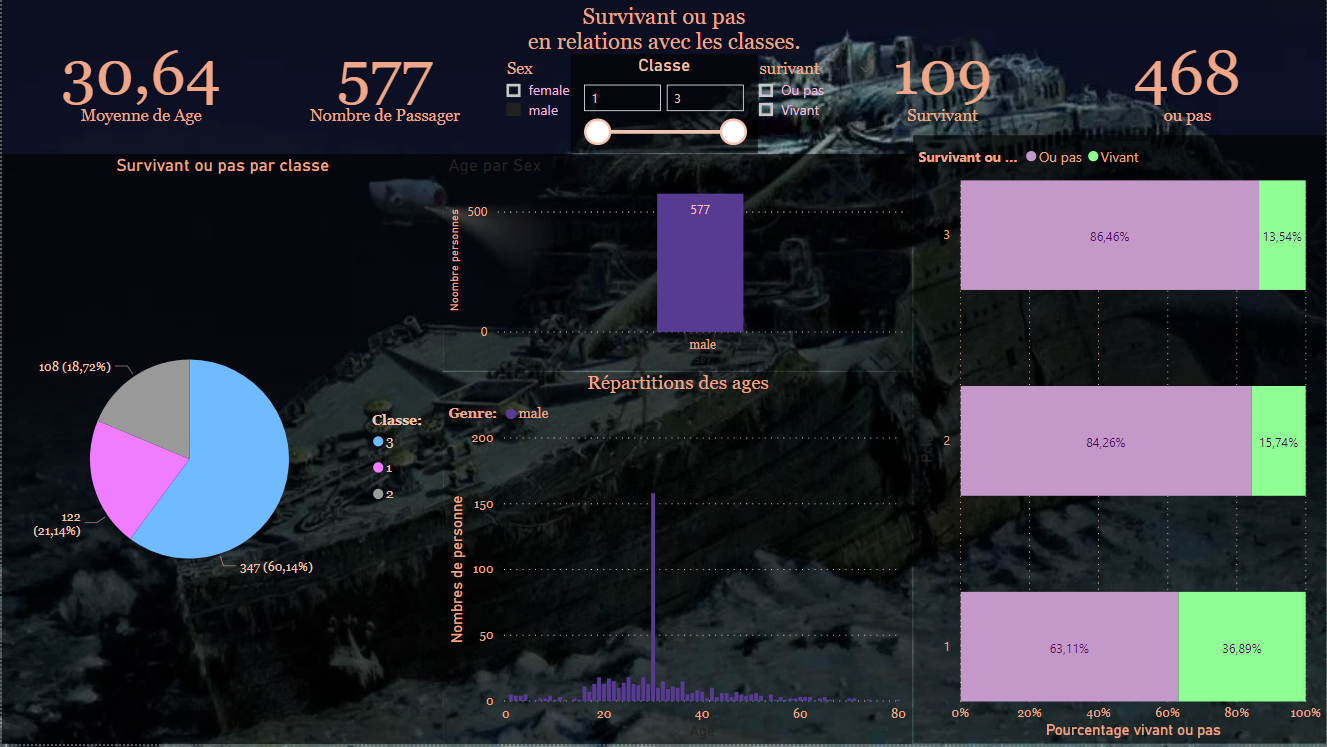 Survivant ou pas
en relations avec les classes.
30,64
Moyenne de Age
577
Nombre de Passager
Sex
female
male
Classe
1
3
surivant
Ou pas
Vivant
109
Survivant
468
ou pas
Survivant ou pas par classe
108 (18,72%)
122
(21,14%)
347 (60,14%)
Classe:
3
1
2
Age par Sex
Noombre personnes
500
0
577
male
Répartitions des ages
Genre:
male
Nombres de personne
200
150
100
50
0
0
20
40
60
80
Age
Survivant ou ...
Ou pas
Vivant
3
86,46%
13,54%
2
84,26%
15,74%
1
63,11%
36,89%
0%
20%
40%
60%
80%
100%
Pourcentage vivant ou pas